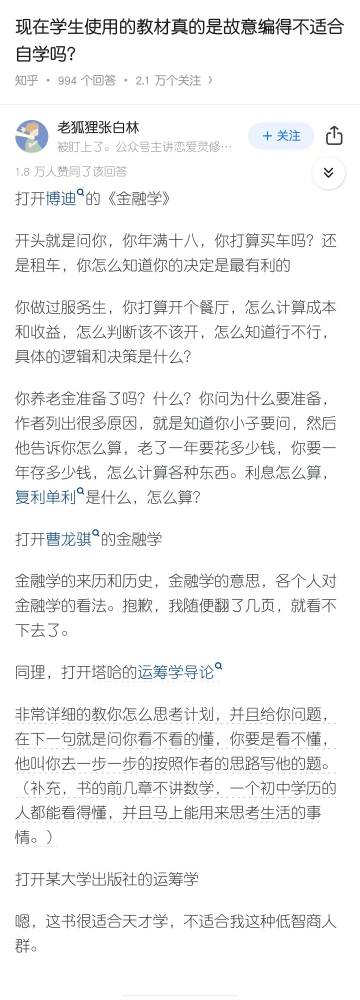 现在学生使用的教材真的是故意编得不适合
自学吗?
知乎 · 994 个回答 · 2.1 万个关注 >
老狐狸张白林
被盯上了。公众号主讲恋爱灵修…
+ 关注
1.8 万人赞同了该回答
打开博迪的《金融学》
开头就是问你，你年满十八，你打算买车吗？还
是租车，你怎么知道你的决定是最有利的
你做过服务生，你打算开个餐厅，怎么计算成本
和收益，怎么判断该不该开，怎么知道行不行，
具体的逻辑和决策是什么？
你养老金准备了吗？什么？你问为什么要准备，
作者列出很多原因，就是知道你小子要问，然后
他告诉你怎么算，老了一年要花多少钱，你要一
年存多少钱，怎么计算各种东西。利息怎么算，
复利单利是什么，怎么算？
打开曹龙骐的金融学
金融学的来历和历史，金融学的意思，各个人对
金融学的看法。抱歉，我随便翻了几页，就看不
下去了。
同理，打开塔哈的运筹学导论
非常详细的教你怎么思考计划，并且给你问题，
在下一句就是问你看不看的懂，你要是看不懂，
他叫你去一步一步的按照作者的思路写他的题。
（补充，书的前几章不讲数学，一个初中学历的
人都能看得懂，并且马上能用来思考生活的事
情。）
打开某大学出版社的运筹学
嗯，这书很适合天才学，不适合我这种低智商人
群。